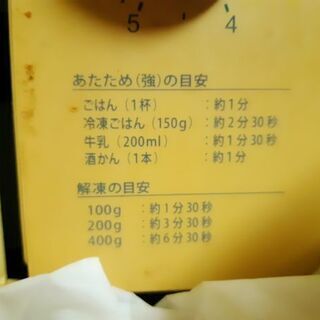 5 4
あたため(強)の目安
ごはん(1杯) :約1分
冷凍ごはん(150g) :約2分30秒
牛乳(200ml) :約1分30秒
酒かん(1本) :約1分
解凍の目安
100g :約1分30秒
200g :約3分30秒
400g :約6分30秒